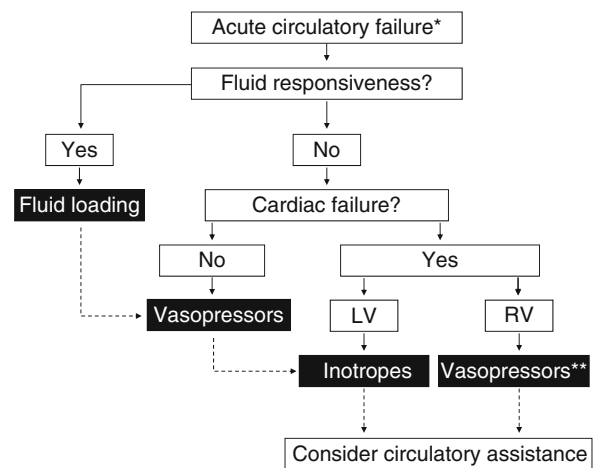 Acute circulatory failure*
Fluid responsiveness?
Yes
No
Fluid loading
Cardiac failure?
No
Yes
Vasopressors
LV
RV
Inotropes
Vasopressors**
Consider circulatory assistance